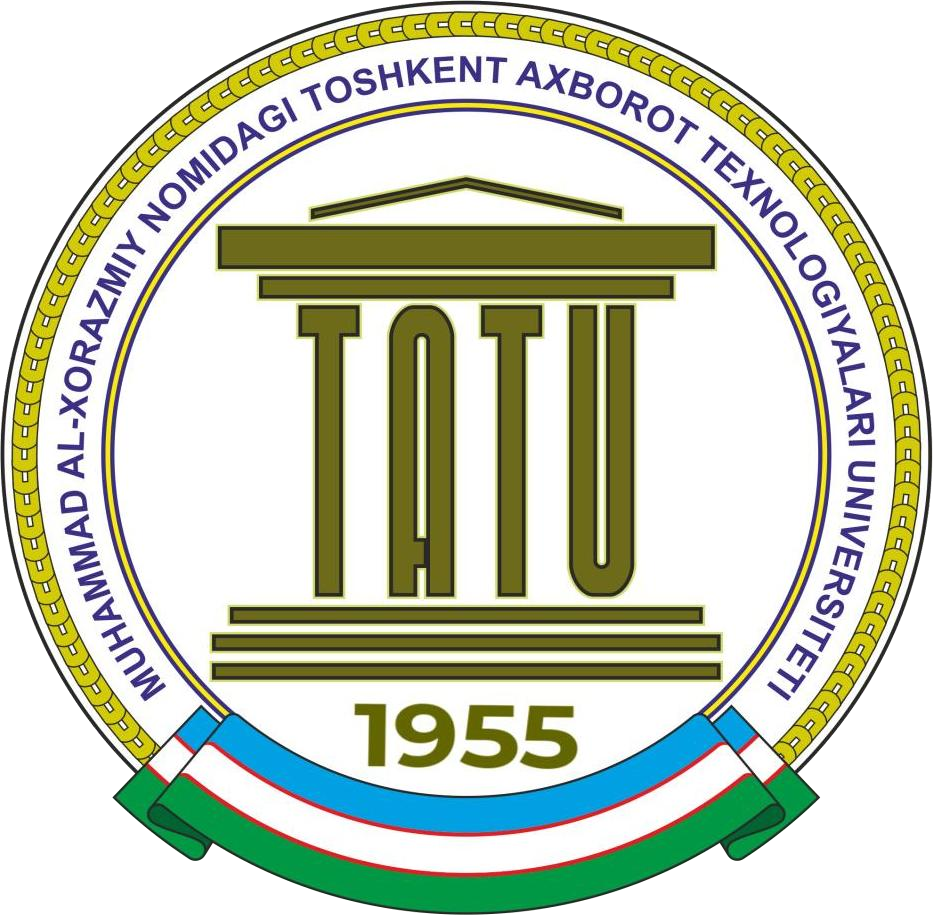 MUHAMMAD AL-XORAZMIY NOMIDAGI TOSHKENT AXBOROT TEXNOLOGIYALARI UNIVERSITETI
TATU
1955